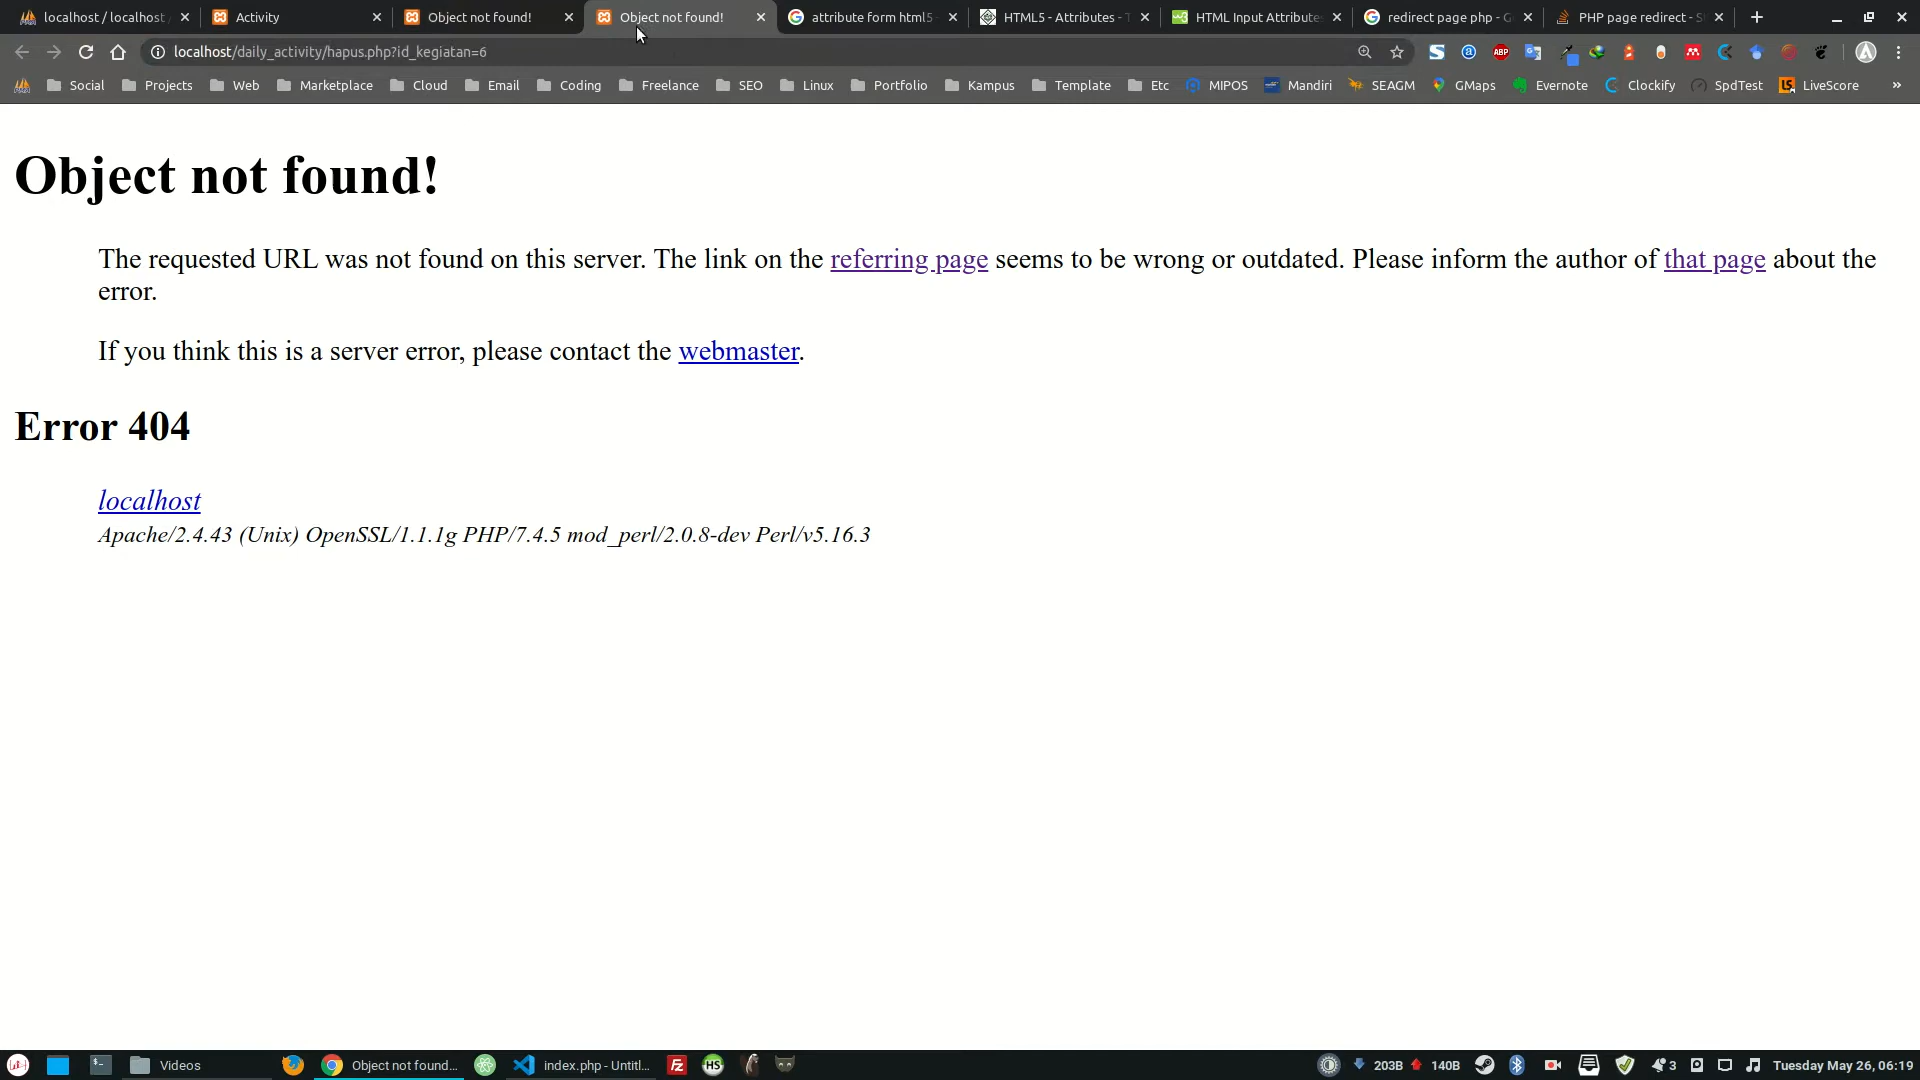 localhost / localhost
Activity
Object not found!
Object not found!
attribute form html5
HTML5 - Attributes - T
HTML Input Attribute
redirect page php - G
PHP page redirect - S
localhost/daily_activity/hapus.php?id_kegiatan=6
Social Projects Web Marketplace Cloud Email Coding Freelance SEO Linux Portfolio Kampus Template Etc MIPOS Mandiri SEAGM GMaps Evernote Clockify SpdTest LiveScore »
Object not found!
The requested URL was not found on this server. The link on the referring page seems to be wrong or outdated. Please inform the author of that page about the
error.
If you think this is a server error, please contact the webmaster.
Error 404
localhost
Apache/2.4.43 (Unix) OpenSSL/1.1.1g PHP/7.4.5 mod_perl/2.0.8-dev Perl/v5.16.3
Videos
Object not found...
index.php - Untitl...
203B 140B 3 Tuesday May 26, 06:19